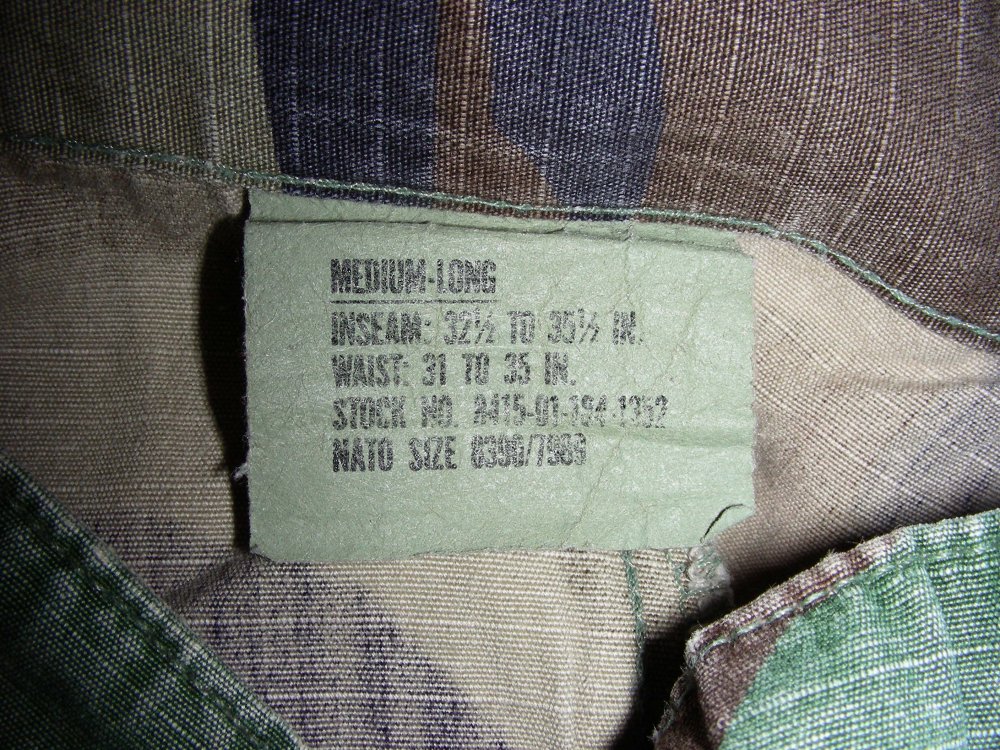 MEDIUM-LONG
INSEAM: 32½ TO 35½ IN.
WAIST: 31 TO 35 IN.
STOCK NO. 8415-01-184-1352
NATO SIZE 8390/7989